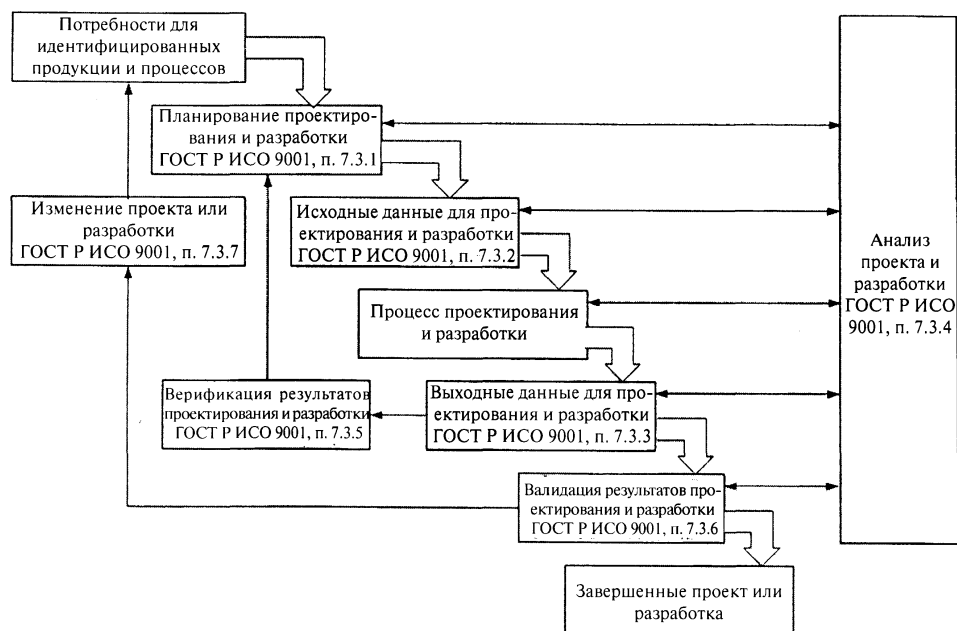 Потребности для
идентифицированных
продукции и процессов
Планирование проектиро-
вания и разработки
ГОСТ Р ИСО 9001, п. 7.3.1
Изменение проекта или
разработки
ГОСТ Р ИСО 9001, п. 7.3.7
Исходные данные для про-
ектирования и разработки
ГОСТ Р ИСО 9001, п. 7.3.2
Анализ
проекта и
разработки
ГОСТ Р ИСО
9001, п. 7.3.4
Процесс проектирования
и разработки
Верификация результатов
проектирования и разработки
ГОСТ Р ИСО 9001, п. 7.3.5
Выходные данные для про-
ектирования и разработки
ГОСТ Р ИСО 9001, п. 7.3.3
Валидация результатов про-
ектирования и разработки
ГОСТ Р ИСО 9001, п. 7.3.6
Завершенные проект или
разработка